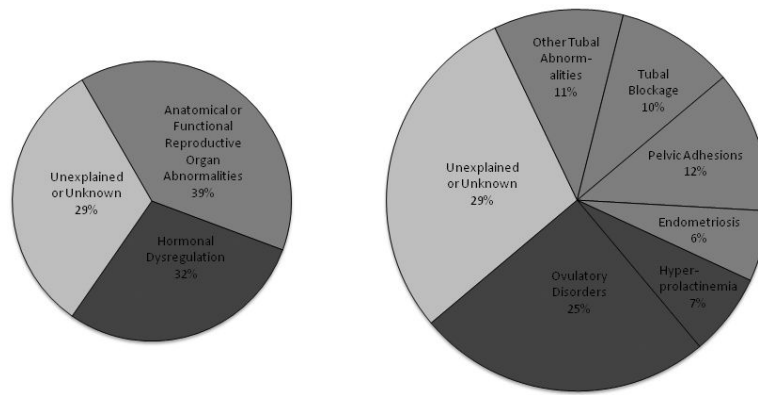 Anatomical or
Functional
Reproductive
Organ
Abnormalities
39%
Unexplained
or Unknown
29%
Hormonal
Dysregulation
32%
Other Tubal
Abnorm-
alities
11%
Tubal
Blockage
10%
Pelvic Adhesions
12%
Endometriosis
6%
Hyper-
prolactinemia
7%
Ovulatory
Disorders
25%
Unexplained
or Unknown
29%